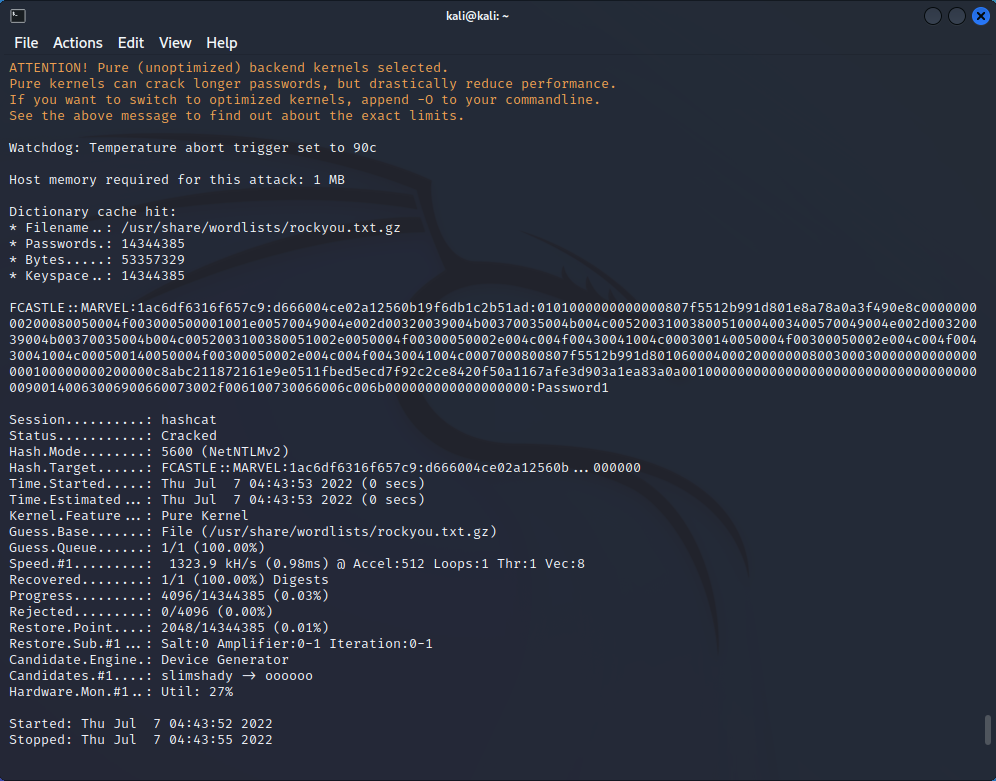 kali@kali: ~
File Actions Edit View Help
ATTENTION! Pure (unoptimized) backend kernels selected.
Pure kernels can crack longer passwords, but drastically reduce performance.
If you want to switch to optimized kernels, append -O to your commandline.
See the above message to find out about the exact limits.
Watchdog: Temperature abort trigger set to 90c
Host memory required for this attack: 1 MB
Dictionary cache hit:
* Filename..: /usr/share/wordlists/rockyou.txt.gz
* Passwords.: 14344385
* Bytes.....: 53357329
* Keyspace..: 14344385
FCASTLE::MARVEL:1ac6df6316f657c9:d666004ce02a12560b19f6db1c2b51ad:0101000000000000807f5512b991d801e8a78a0a3f490e8c0000000
00200080050004f003000500001001e00570049004e002d00320039004b00370035004b004c00520031003800510004003400570049004e002d003200
39004b00370035004b004c0052003100380051002e0050004f00300050002e004c004f00430041004c000300140050004f00300050002e004c004f004
30041004c000500140050004f00300050002e004c004f00430041004c0007000800807f5512b991d80106000400020000000800300030000000000000
000100000000200000c8abc211872161e9e0511fbed5ecd7f92c2ce8420f50a1167afe3d903a1ea83a0a0010000000000000000000000000000000000
00900140063006900660073002f006100730066006c006b000000000000000000:Password1
Session..........: hashcat
Status...........: Cracked
Hash.Mode........: 5600 (NetNTLMv2)
Hash.Target......: FCASTLE::MARVEL:1ac6df6316f657c9:d666004ce02a12560b...000000
Time.Started.....: Thu Jul  7 04:43:53 2022 (0 secs)
Time.Estimated...: Thu Jul  7 04:43:53 2022 (0 secs)
Kernel.Feature...: Pure Kernel
Guess.Base.......: File (/usr/share/wordlists/rockyou.txt.gz)
Guess.Queue......: 1/1 (100.00%)
Speed.#1.........:  1323.9 kH/s (0.98ms) @ Accel:512 Loops:1 Thr:1 Vec:8
Recovered........: 1/1 (100.00%) Digests
Progress.........: 4096/14344385 (0.03%)
Rejected.........: 0/4096 (0.00%)
Restore.Point....: 2048/14344385 (0.01%)
Restore.Sub.#1...: Salt:0 Amplifier:0-1 Iteration:0-1
Candidate.Engine.: Device Generator
Candidates.#1....: slimshady -> oooooo
Hardware.Mon.#1..: Util: 27%
Started: Thu Jul  7 04:43:52 2022
Stopped: Thu Jul  7 04:43:55 2022